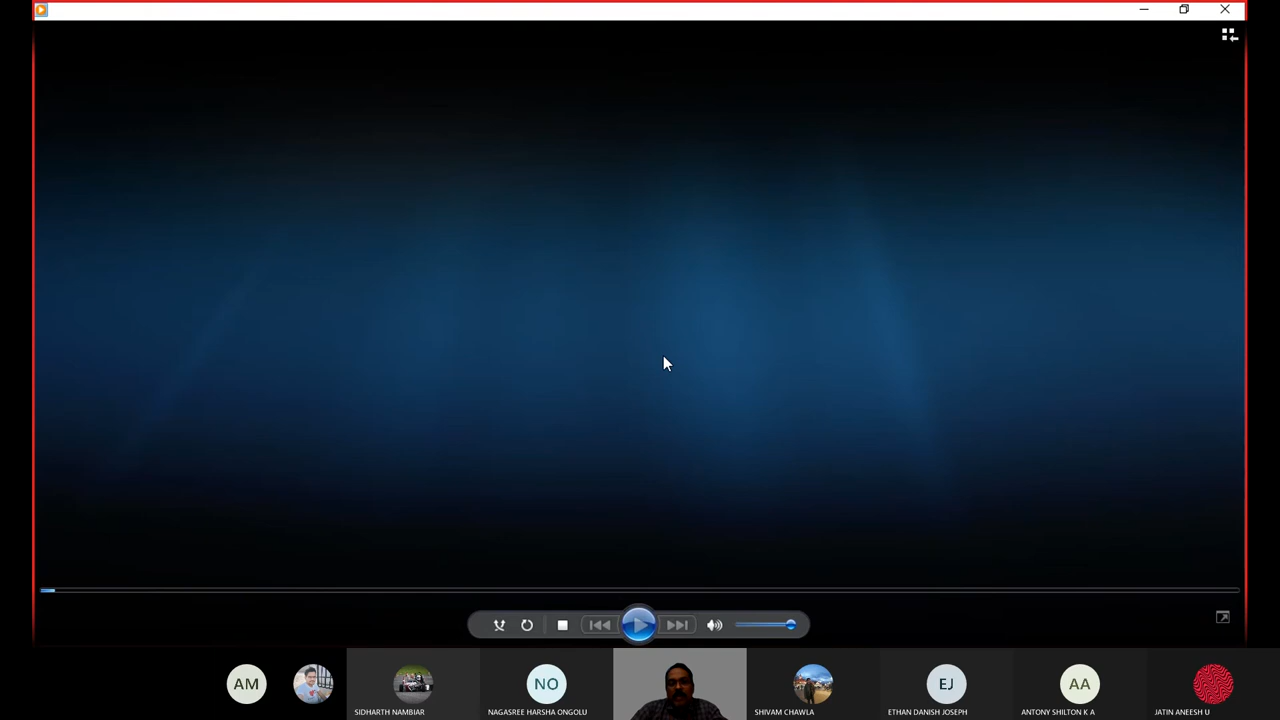 AM
SIDHARTH NAMBIAR
NO
NAGASREE HARSHA ONGOLU
SHIVAM CHAWLA
EJ
ETHAN DANISH JOSEPH
AA
ANTONY SHILTON K A
JATIN ANEESH U